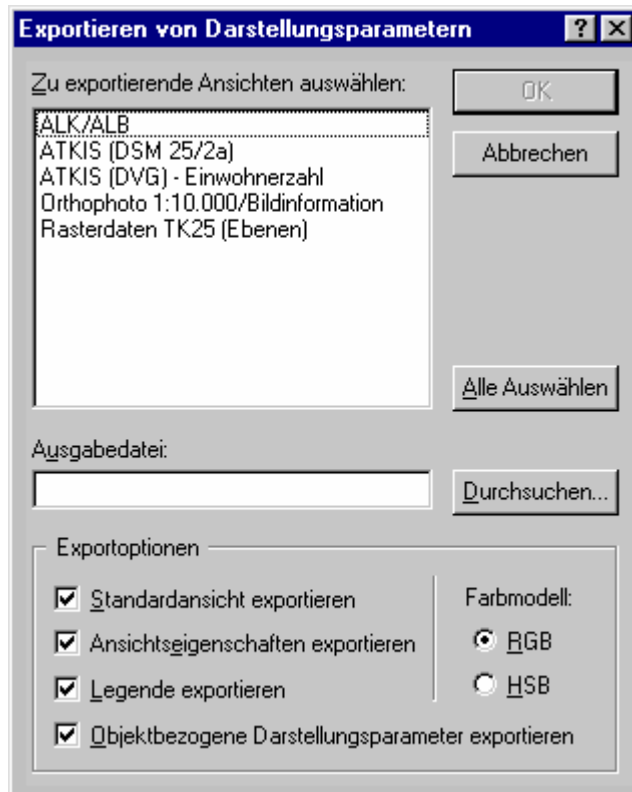 Exportieren von Darstellungsparametern
Zu exportierende Ansichten auswählen:
OK
ALK/ALB
ATKIS (DSM 25/2a)
Abbrechen
ATKIS (DVG) - Einwohnerzahl
Orthophoto 1:10.000/Bildinformation
Rasterdaten TK25 (Ebenen)
Alle Auswählen
Ausgabedatei:
Durchsuchen...
Exportoptionen
Standardansicht exportieren
Farbmodell:
Ansichtseigenschaften exportieren
RGB
Legende exportieren
HSB
Objektbezogene Darstellungsparameter exportieren